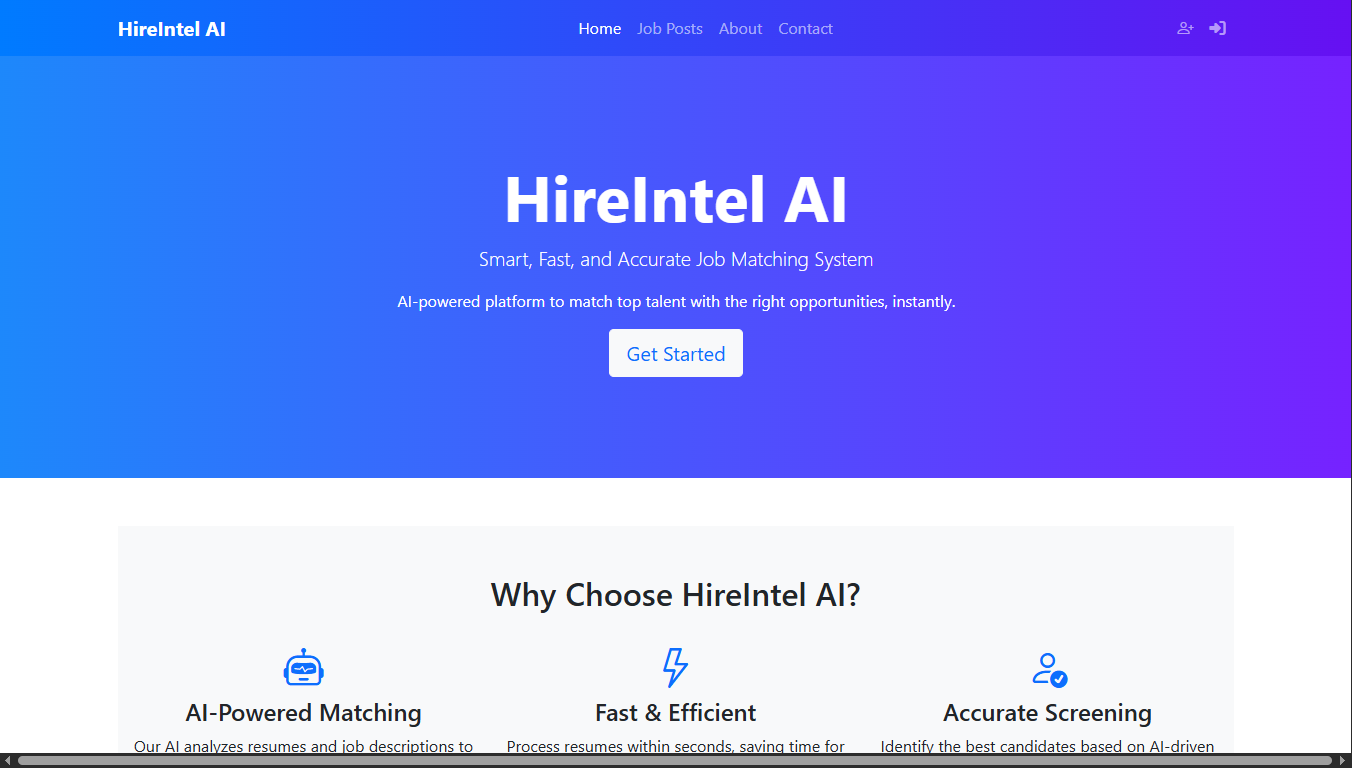 HireIntel AI
Home Job Posts About Contact
HireIntel AI
Smart, Fast, and Accurate Job Matching System
AI-powered platform to match top talent with the right opportunities, instantly.
Get Started
Why Choose HireIntel AI?
AI-Powered Matching
Our AI analyzes resumes and job descriptions to
Fast & Efficient
Process resumes within seconds, saving time for
Accurate Screening
Identify the best candidates based on AI-driven